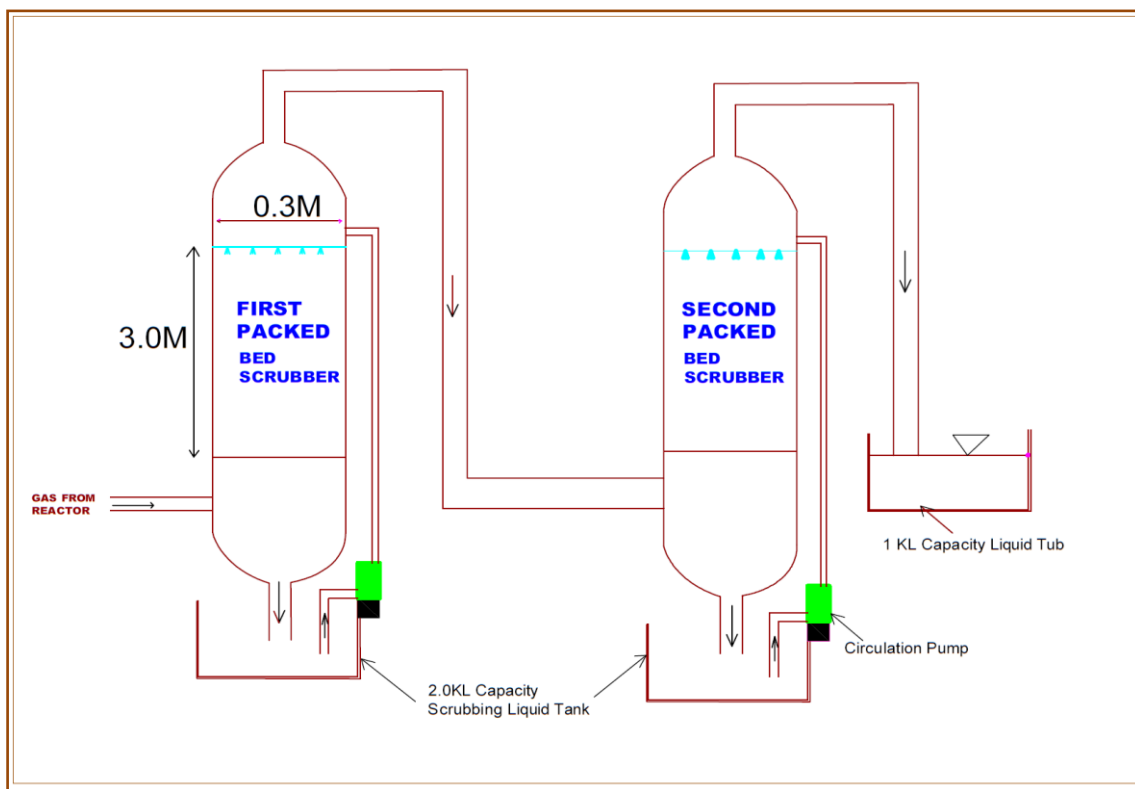 0.3M
FIRST
PACKED
BED
SCRUBBER
3.0M
SECOND
PACKED
BED
SCRUBBER
GAS FROM
REACTOR
1 KL Capacity Liquid Tub
Circulation Pump
2.0KL Capacity
Scrubbing Liquid Tank